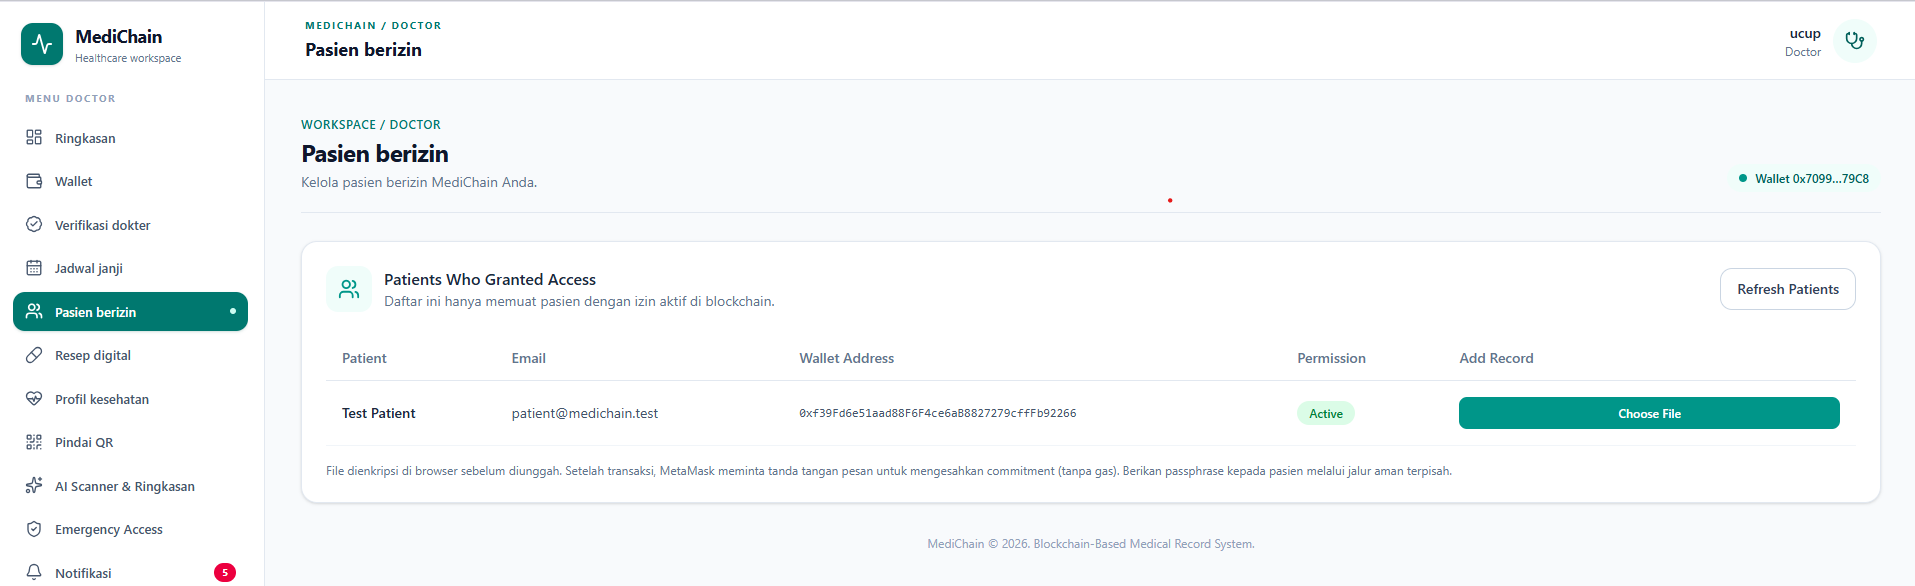 MediChain
Healthcare workspace
MENU DOCTOR
Ringkasan
Wallet
Verifikasi dokter
Jadwal janji
Pasien berizin
Resep digital
Profil kesehatan
Pindai QR
AI Scanner & Ringkasan
Emergency Access
Notifikasi 5
MEDICHAIN / DOCTOR
Pasien berizin
ucup
Doctor
WORKSPACE / DOCTOR
Pasien berizin
Kelola pasien berizin MediChain Anda.
Wallet 0x7099...79C8
Patients Who Granted Access
Daftar ini hanya memuat pasien dengan izin aktif di blockchain.
Refresh Patients
Patient Email Wallet Address Permission Add Record
Test Patient patient@medichain.test 0xf39Fd6e51aad88F6F4ce6aB8827279cffFb92266 Active Choose File
File dienkripsi di browser sebelum diunggah. Setelah transaksi, MetaMask meminta tanda tangan pesan untuk mengesahkan commitment (tanpa gas). Berikan passphrase kepada pasien melalui jalur aman terpisah.
MediChain © 2026. Blockchain-Based Medical Record System.